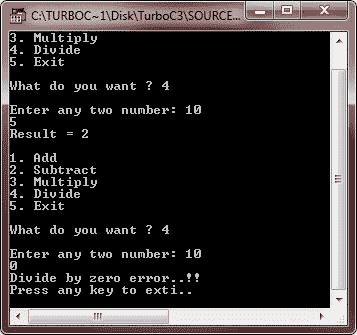 C:\TURBOC~1\Disk\TurboC3\SOURCE...
3. Multiply
4. Divide
5. Exit
What do you want ? 4
Enter any two number: 10
5
Result = 2
1. Add
2. Subtract
3. Multiply
4. Divide
5. Exit
What do you want ? 4
Enter any two number: 10
0
Divide by zero error..!!
Press any key to exti..